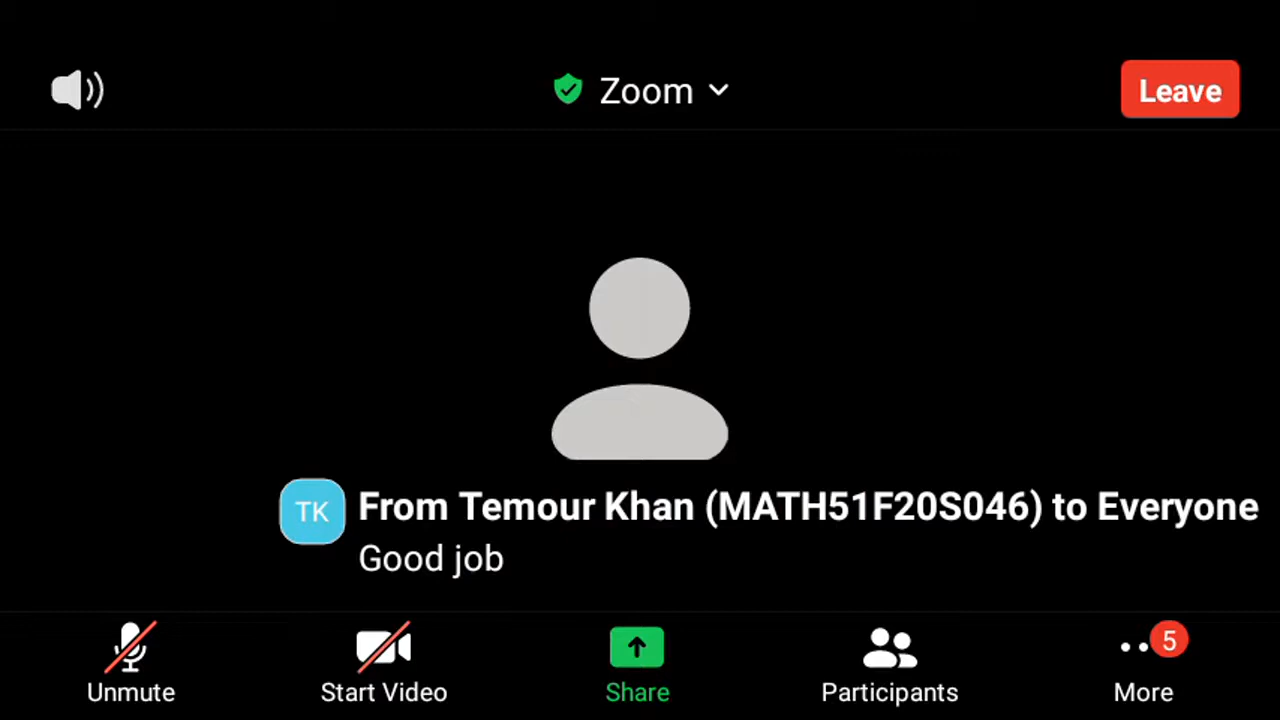 Zoom
Leave
TK
From Temour Khan (MATH51F20S046) to Everyone
Good job
Unmute
Start Video
Share
Participants
5
More